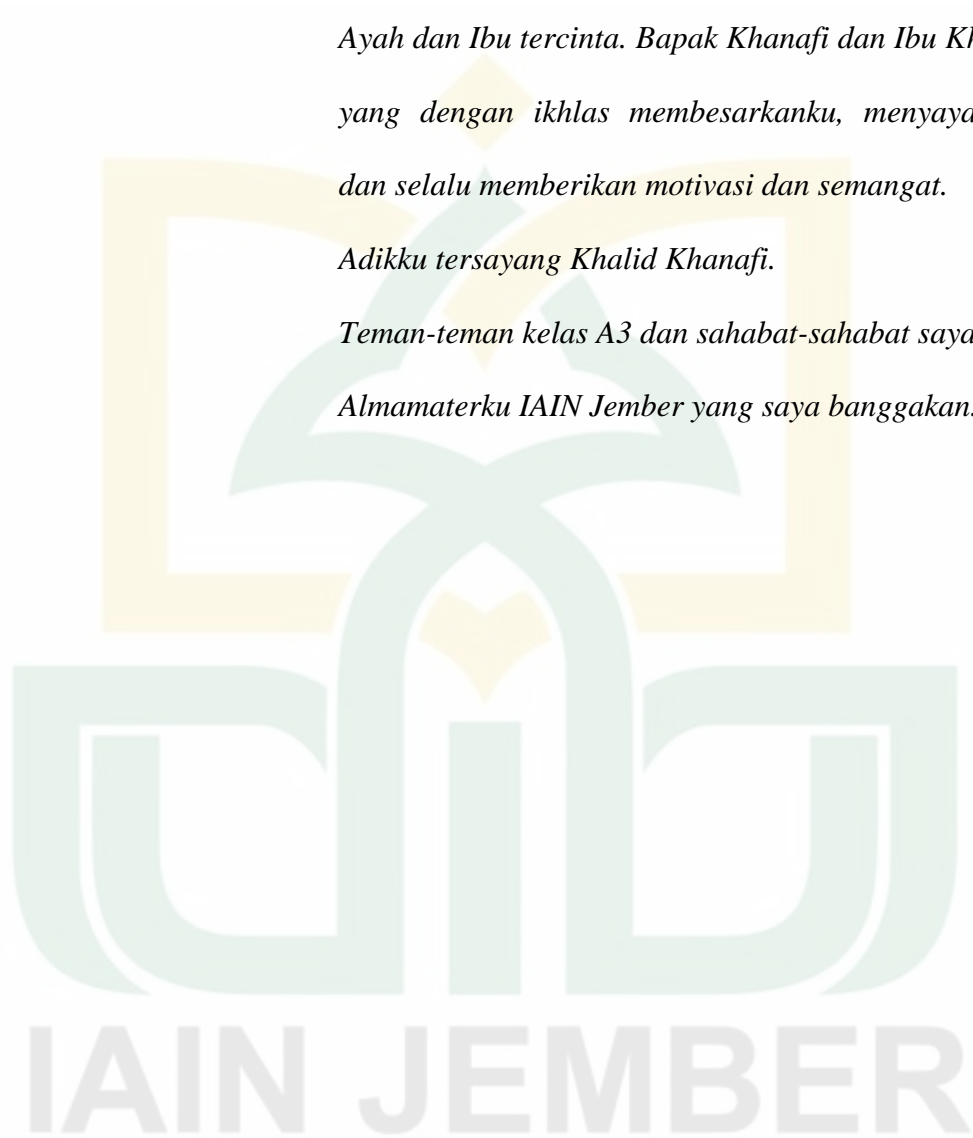 Ayah dan Ibu tercinta. Bapak Khanafi dan Ibu
yang dengan ikhlas membesarkanku,
dan selalu memberikan motivasi dan semangat.
Adikku tersayang Khalid Khanafi.
Teman-teman kelas A3 dan sahabat-sahabat saya
Almamaterku IAIN Jember yang saya banggakan.
IAIN JEMBER